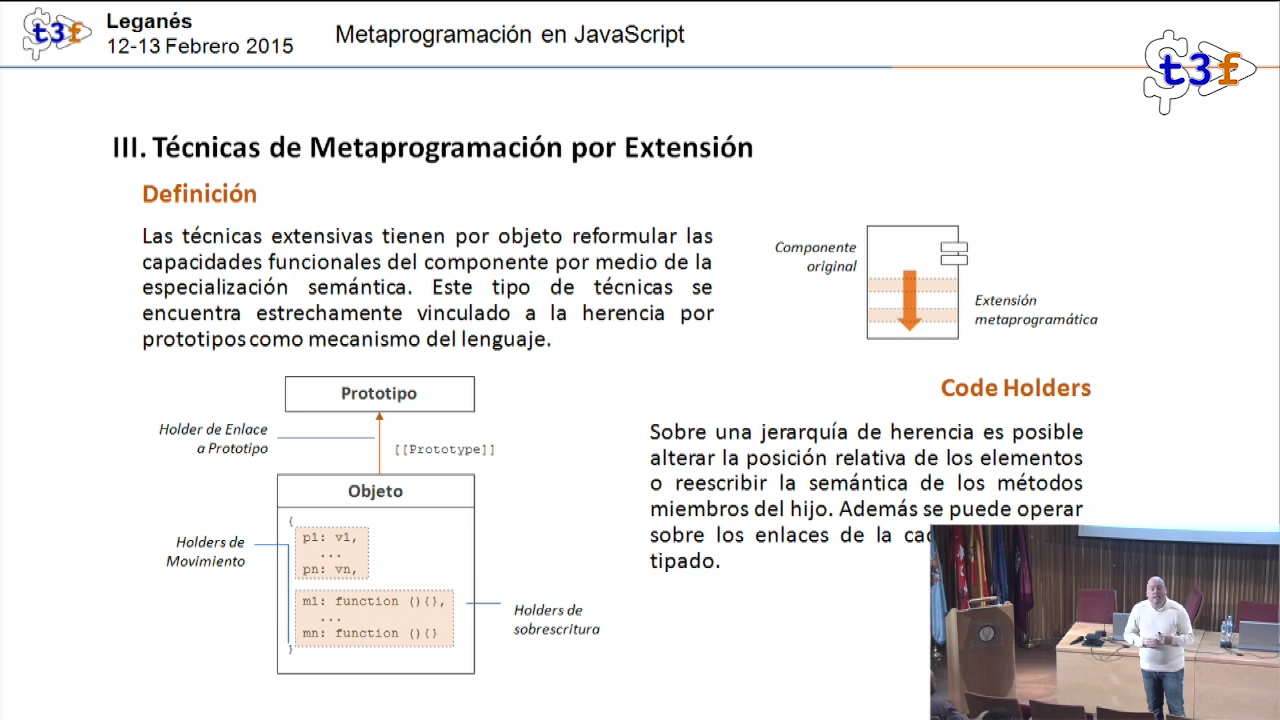 t3f
Leganés
12-13 Febrero 2015
Metaprogramación en JavaScript
t3f
III. Técnicas de Metaprogramación por Extensión
Definición
Las técnicas extensivas tienen por objeto reformular las
capacidades funcionales del componente por medio de la
especialización semántica. Este tipo de técnicas se
encuentra estrechamente vinculado a la herencia por
prototipos como mecanismo del lenguaje.
Componente
original
Extensión
metaprogramática
Prototipo
Holder de Enlace
a Prototipo
[[Prototype]]
Objeto
{
p1: v1,
...
pn: vn,
m1: function (){},
...
mn: function (){}
}
Holders de
Movimiento
Holders de
sobrescritura
Code Holders
Sobre una jerarquía de herencia es posible
alterar la posición relativa de los elementos
o reescribir la semántica de los métodos
miembros del hijo. Además se puede operar
sobre los enlaces de la
tipado.